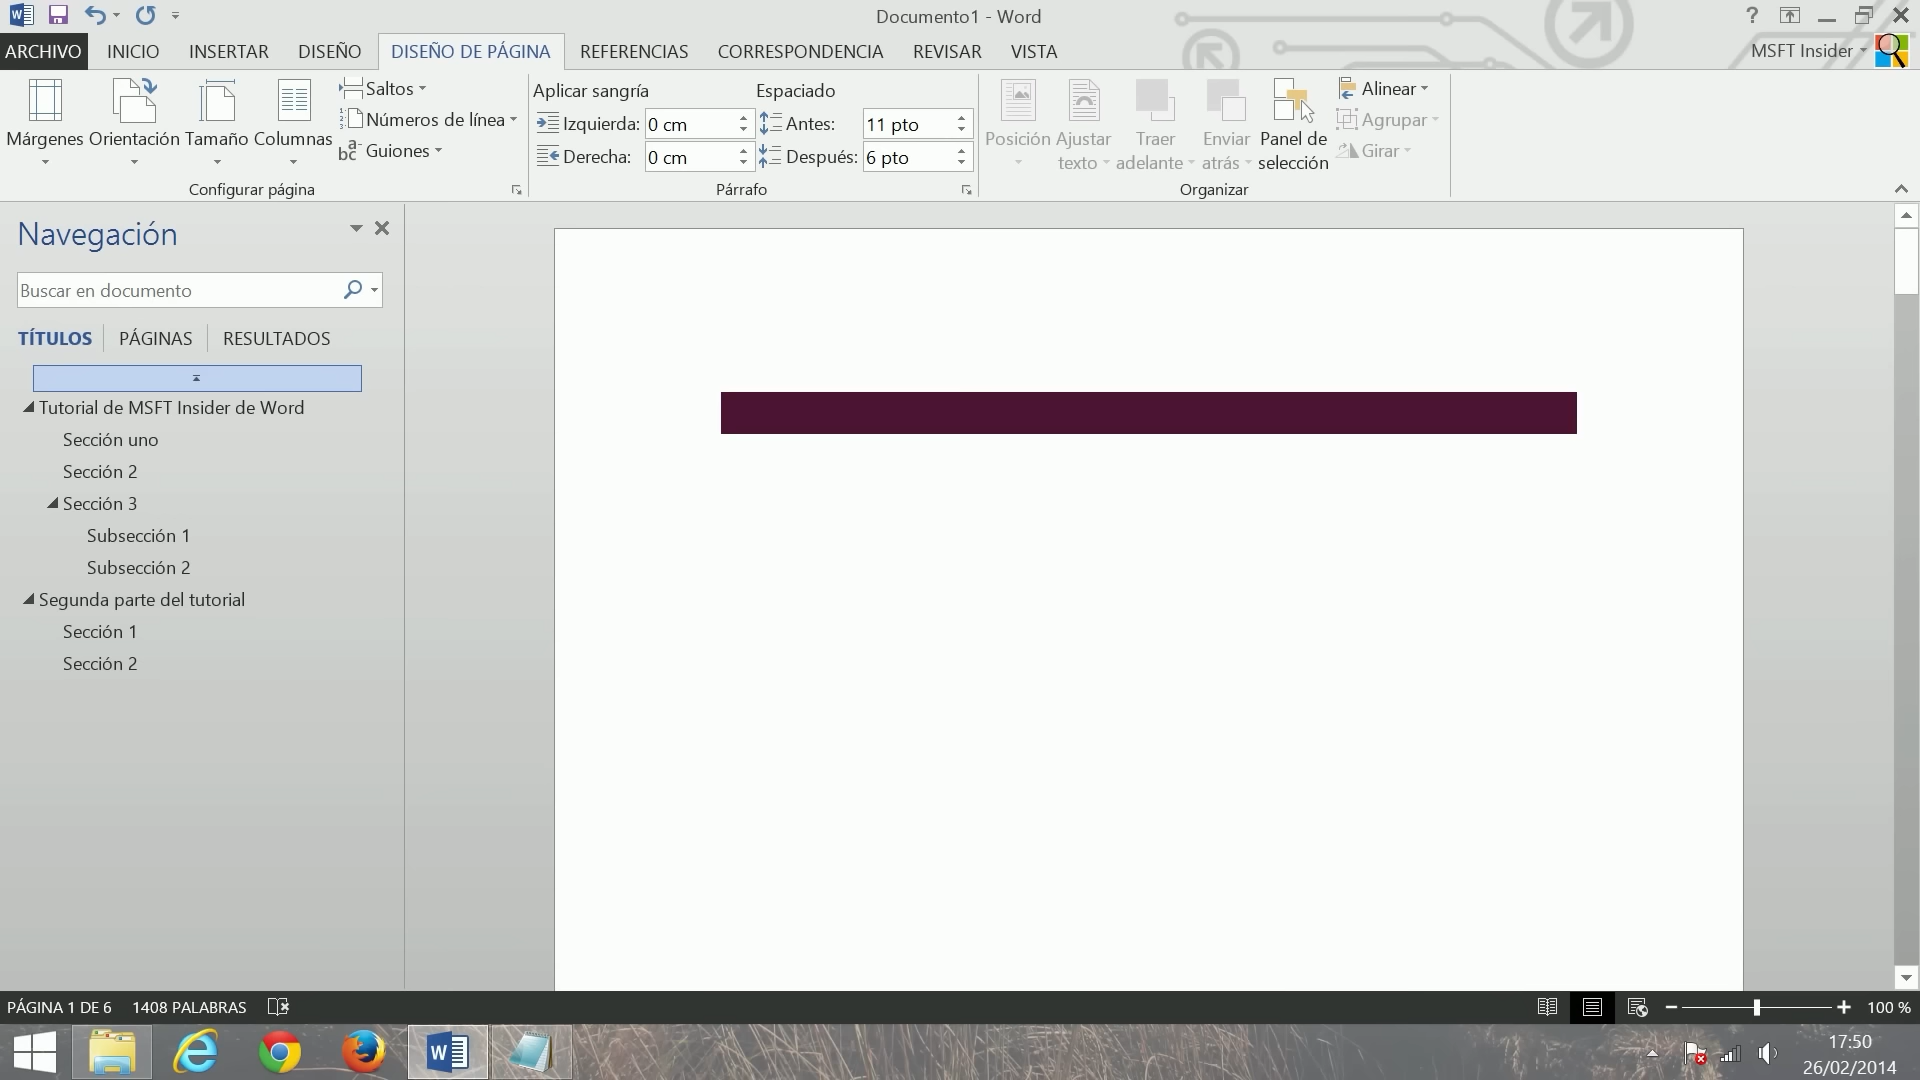 Documento1 - Word
?
ARCHIVO INICIO INSERTAR DISEÑO DISEÑO DE PÁGINA REFERENCIAS CORRESPONDENCIA REVISAR VISTA MSFT Insider
Márgenes Orientación Tamaño Columnas
Saltos
Números de línea
Guiones
Configurar página
Aplicar sangría Espaciado
Izquierda: 0 cm Antes: 11 pto
Derecha: 0 cm Después: 6 pto
Párrafo
Posición Ajustar texto Traer adelante Enviar atrás Panel de selección
Alinear
Agrupar
Girar
Organizar
Navegación
Buscar en documento
TÍTULOS PÁGINAS RESULTADOS
Tutorial de MSFT Insider de Word
Sección uno
Sección 2
Sección 3
Subsección 1
Subsección 2
Segunda parte del tutorial
Sección 1
Sección 2
PÁGINA 1 DE 6 1408 PALABRAS 100 %
17:50
26/02/2014